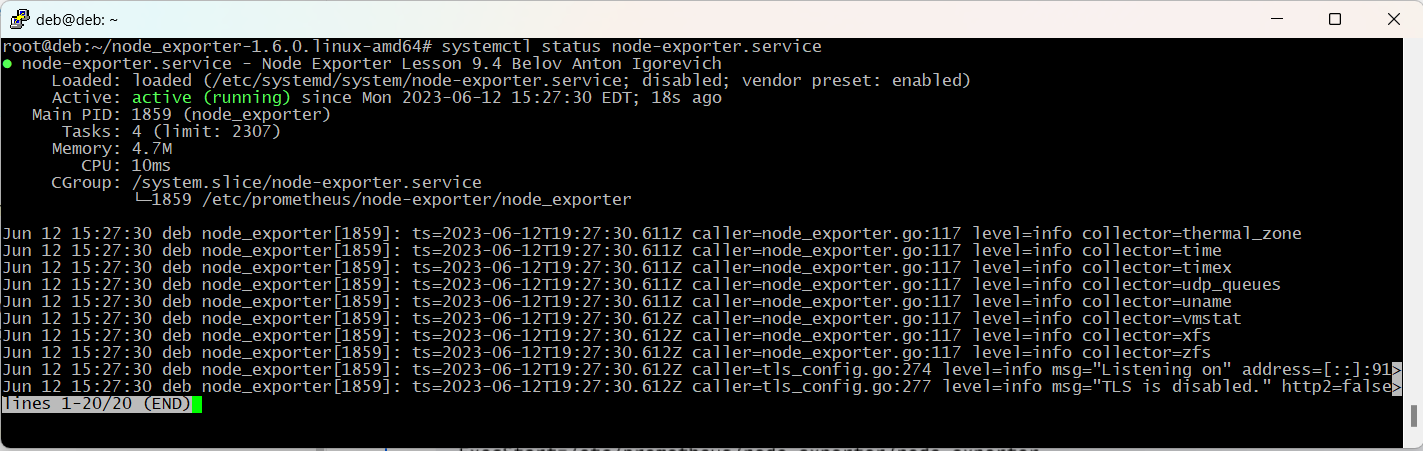 deb@deb: ~
root@deb:~/node_exporter-1.6.0.linux-amd64# systemctl status node-exporter.service
● node-exporter.service - Node Exporter Lesson 9.4 Belov Anton Igorevich
Loaded: loaded (/etc/systemd/system/node-exporter.service; disabled; vendor preset: enabled)
Active: active (running) since Mon 2023-06-12 15:27:30 EDT; 18s ago
Main PID: 1859 (node_exporter)
Tasks: 4 (limit: 2307)
Memory: 4.7M
CPU: 10ms
CGroup: /system.slice/node-exporter.service
└─1859 /etc/prometheus/node-exporter/node_exporter
Jun 12 15:27:30 deb node_exporter[1859]: ts=2023-06-12T19:27:30.611Z caller=node_exporter.go:117 level=info collector=thermal_zone
Jun 12 15:27:30 deb node_exporter[1859]: ts=2023-06-12T19:27:30.611Z caller=node_exporter.go:117 level=info collector=time
Jun 12 15:27:30 deb node_exporter[1859]: ts=2023-06-12T19:27:30.611Z caller=node_exporter.go:117 level=info collector=timex
Jun 12 15:27:30 deb node_exporter[1859]: ts=2023-06-12T19:27:30.611Z caller=node_exporter.go:117 level=info collector=udp_queues
Jun 12 15:27:30 deb node_exporter[1859]: ts=2023-06-12T19:27:30.611Z caller=node_exporter.go:117 level=info collector=uname
Jun 12 15:27:30 deb node_exporter[1859]: ts=2023-06-12T19:27:30.612Z caller=node_exporter.go:117 level=info collector=vmstat
Jun 12 15:27:30 deb node_exporter[1859]: ts=2023-06-12T19:27:30.612Z caller=node_exporter.go:117 level=info collector=xfs
Jun 12 15:27:30 deb node_exporter[1859]: ts=2023-06-12T19:27:30.612Z caller=node_exporter.go:117 level=info collector=zfs
Jun 12 15:27:30 deb node_exporter[1859]: ts=2023-06-12T19:27:30.612Z caller=tls_config.go:274 level=info msg="Listening on" address=[::]:91>
Jun 12 15:27:30 deb node_exporter[1859]: ts=2023-06-12T19:27:30.612Z caller=tls_config.go:277 level=info msg="TLS is disabled." http2=false>
lines 1-20/20 (END)